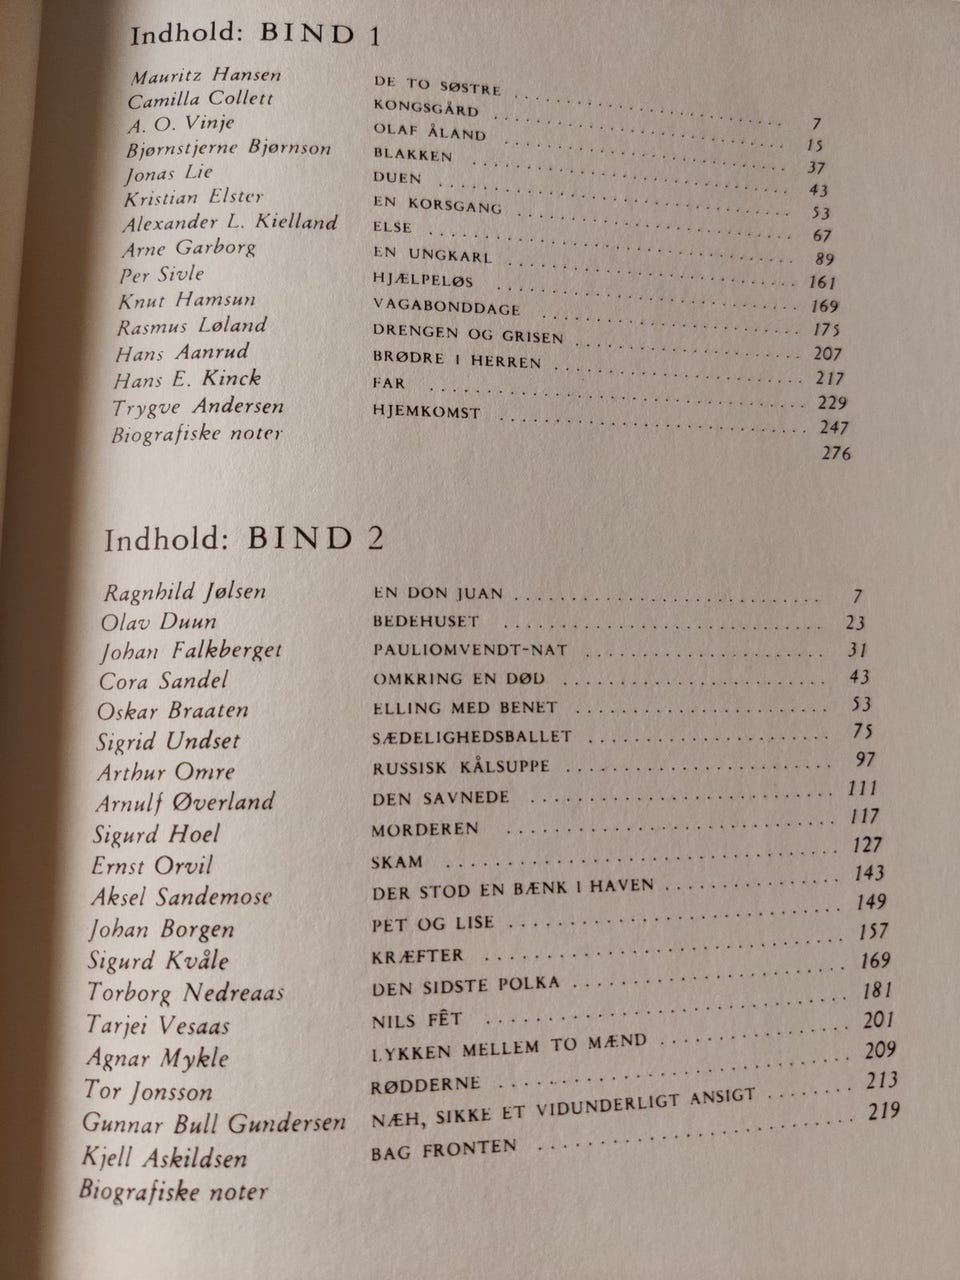 Indhold: BIND 1
Mauritz Hansen DE TO SØSTRE 7
Camilla Collett KONGSGÅRD 15
A. O. Vinje OLAF ÅLAND 37
Bjørnstjerne Bjørnson BLAKKEN 43
Jonas Lie DUEN 53
Kristian Elster EN KORSGANG 67
Alexander L. Kielland ELSE 89
Arne Garborg EN UNGKARL 161
Per Sivle HJÆLPELØS 169
Knut Hamsun VAGABONDDAGE 175
Rasmus Løland DRENGEN OG GRISEN 207
Hans Aanrud BRØDRE I HERREN 217
Hans E. Kinck FAR 229
Trygve Andersen HJEMKOMST 247
Biografiske noter 276
Indhold: BIND 2
Ragnhild Jølsen EN DON JUAN 7
Olav Duun BEDEHUSET 23
Johan Falkberget PAULIOMVENDT-NAT 31
Cora Sandel OMKRING EN DØD 43
Oskar Braaten ELLING MED BENET 53
Sigrid Undset SÆDELIGHEDSBALLET 75
Arthur Omre RUSSISK KÅLSUPPE 97
Arnulf Øverland DEN SAVNEDE 111
Sigurd Hoel MORDEREN 117
Ernst Orvil SKAM 127
Aksel Sandemose DER STOD EN BÆNK I HAVEN 143
Johan Borgen PET OG LISE 149
Sigurd Kvåle KRÆFTER 157
Torborg Nedreaas DEN SIDSTE POLKA 169
Tarjei Vesaas NILS FÊT 181
Agnar Mykle LYKKEN MELLEM TO MÆND 201
Tor Jonsson RØDDERNE 209
Gunnar Bull Gundersen NÆH, SIKKE ET VIDUNDERLIGT ANSIGT 213
Kjell Askildsen BAG FRONTEN 219
Biografiske noter